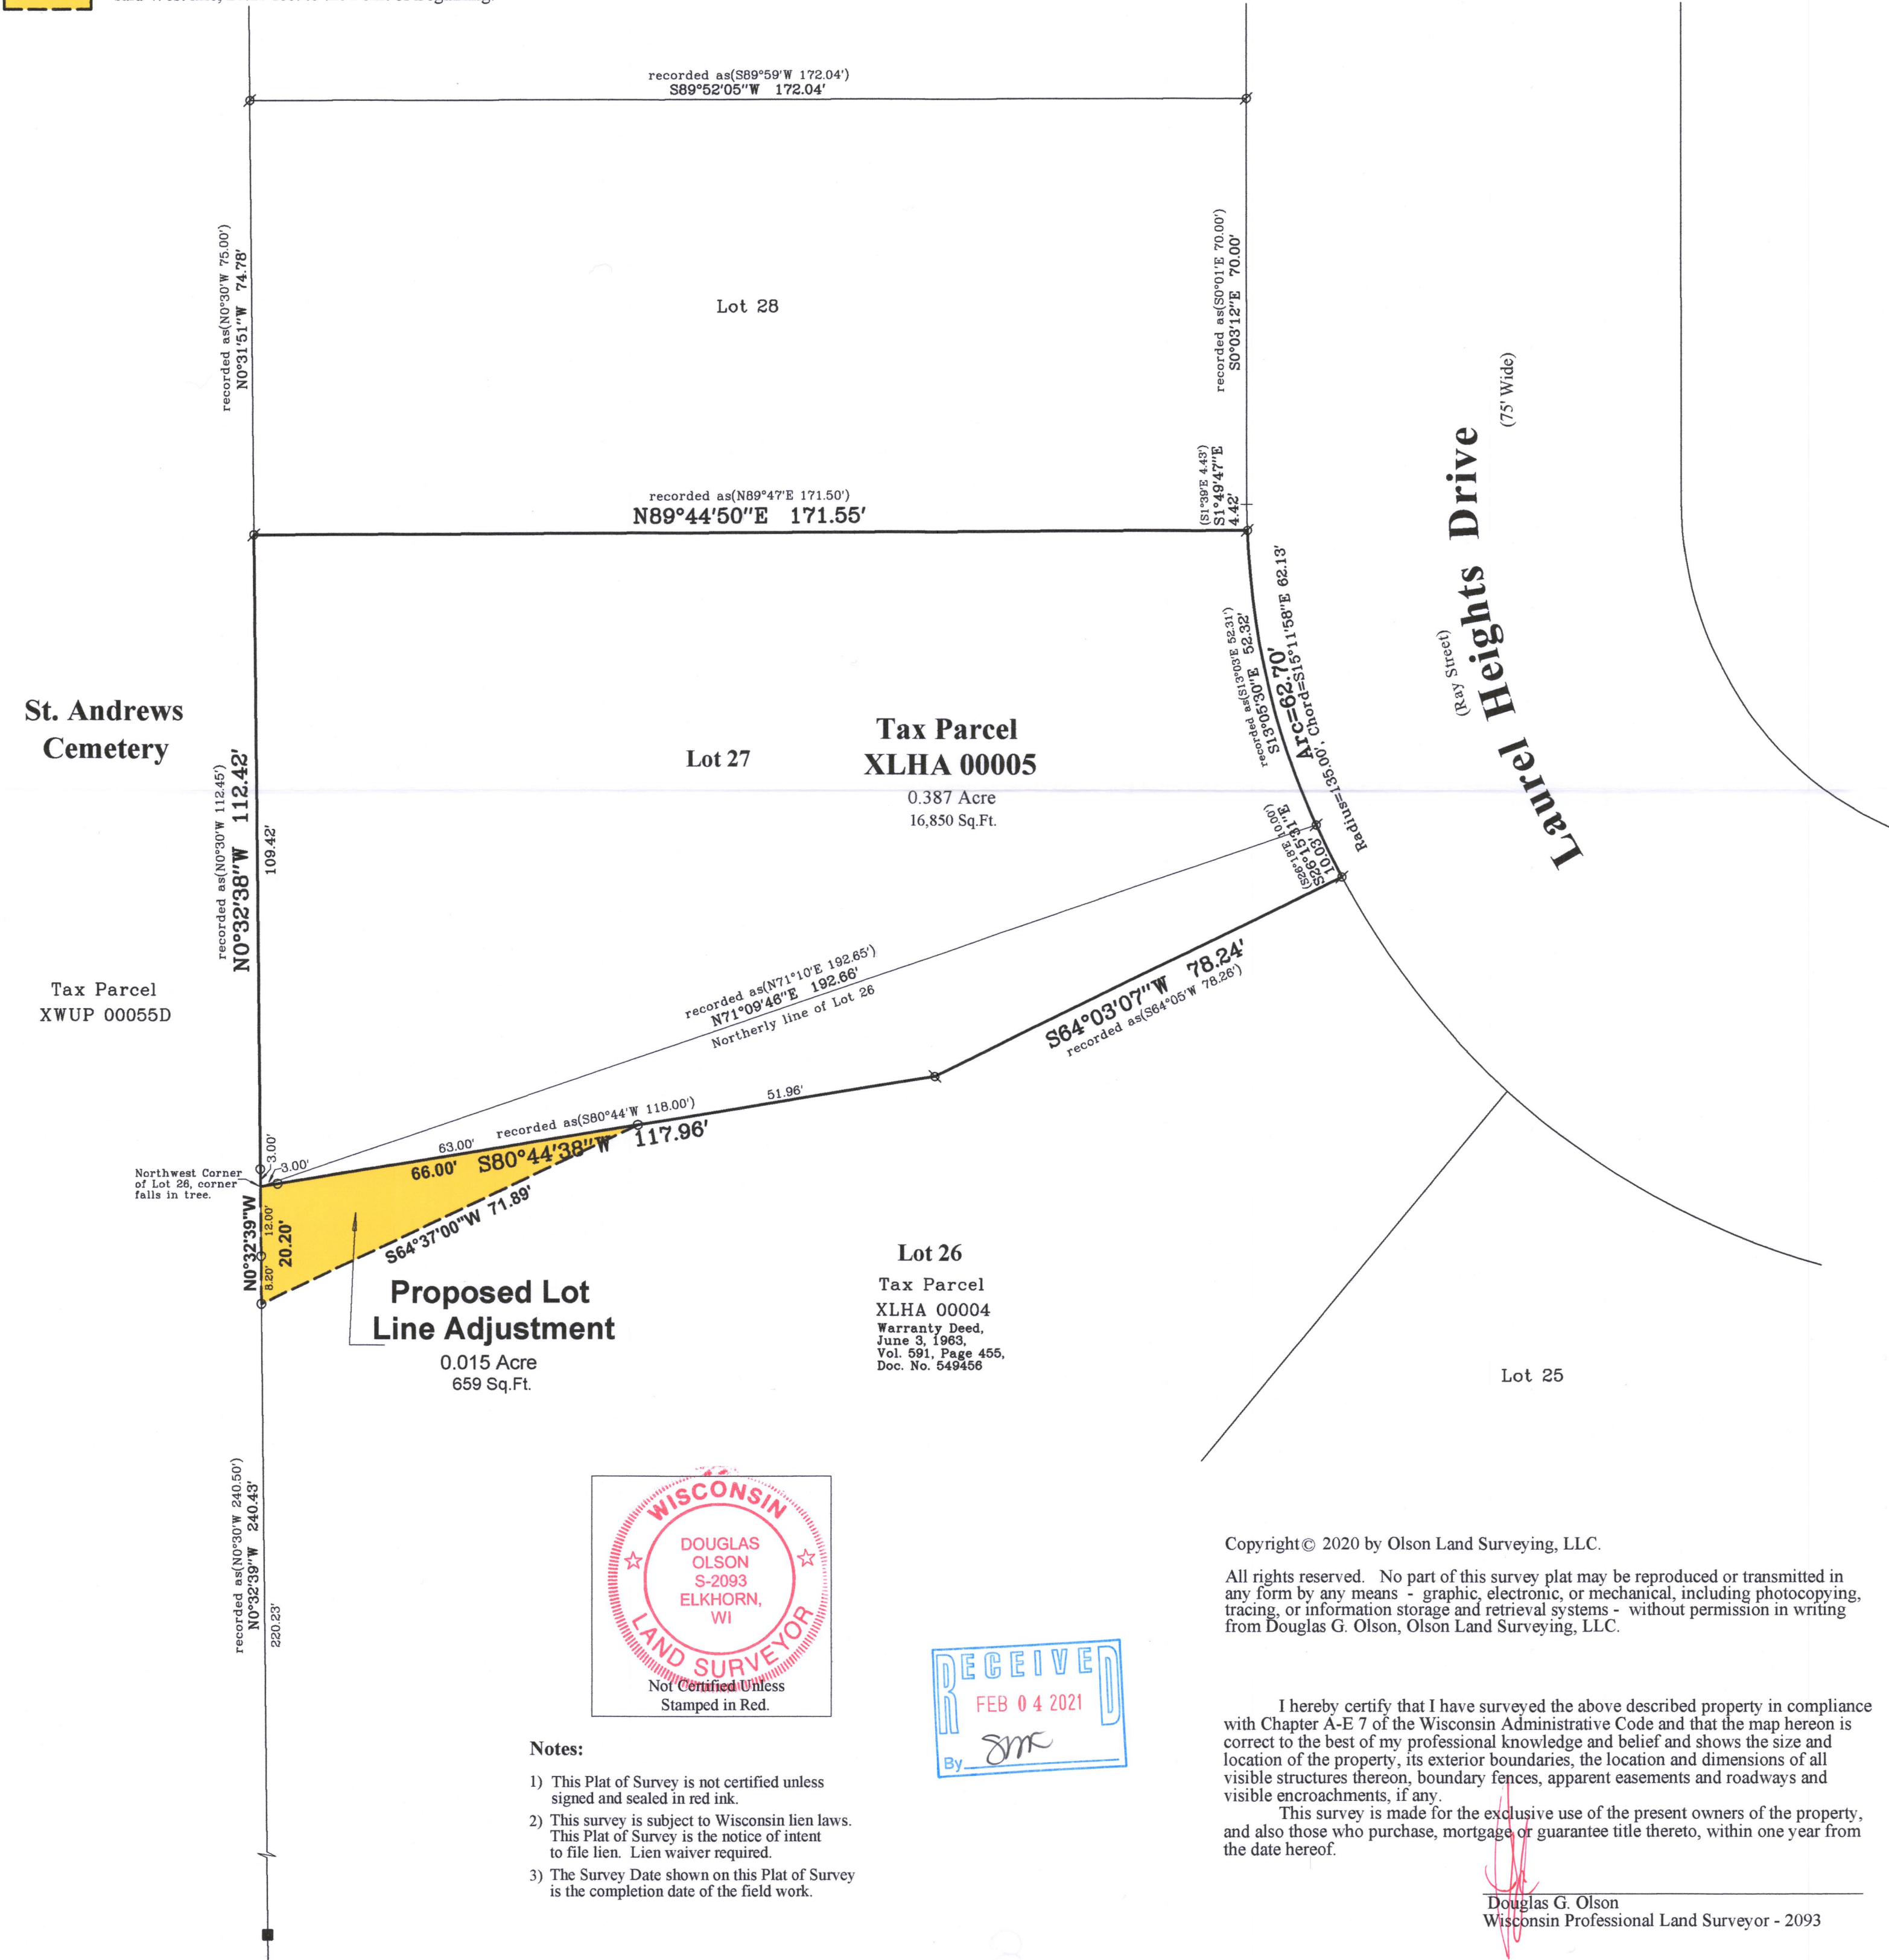 recorded as(S89°59'W 172.04')
S89°52'05"W 172.04'
recorded as(N0°30'W 75.00')
N0°31'51"W 74.78'
Lot 28
recorded as(S0°01'E 70.00')
S0°03'12"E 70.00'
(S1°39'E 4.43')
S1°49'47"E
4.42'
recorded as(N89°47'E 171.50')
N89°44'50"E 171.55'
(75' Wide)
Laurel Heights Drive
(Ray Street)
recorded as(S13°03'E 52.31')
S13°05'30"E 52.32'
Arc=62.70'
Radius=135.00', Chord=S15°11'58"E 62.13'
(S26°18'E 10.00')
S26°15'31"E
10.03'
St. Andrews
Cemetery
recorded as(N0°30'W 112.45')
N0°32'38"W 112.42'
109.42'
Lot 27
Tax Parcel
XLHA 00005
0.387 Acre
16,850 Sq.Ft.
Tax Parcel
XWUP 00055D
recorded as(N71°10'E 192.65')
N71°09'46"E 192.66'
Northerly line of Lot 26
S64°03'07"W 78.24'
recorded as(S64°05'W 78.26')
51.96'
recorded as(S80°44'W 118.00')
63.00'
66.00' S80°44'38"W 117.96'
3.00'
3.00'
Northwest Corner
of Lot 26, corner
falls in tree.
N0°32'39"W
12.00'
20.20'
8.20'
S64°37'00"W 71.89'
Proposed Lot
Line Adjustment
0.015 Acre
659 Sq.Ft.
Lot 26
Tax Parcel
XLHA 00004
Warranty Deed,
June 3, 1963,
Vol. 591, Page 455,
Doc. No. 549456
Lot 25
recorded as(N0°30'W 240.50')
N0°32'39"W 240.43'
220.23'
WISCONSIN
DOUGLAS
OLSON
S-2093
ELKHORN,
WI
LAND SURVEYOR
Not Certified Unless
Stamped in Red.
RECEIVED
FEB 04 2021
By smc
Notes:
1) This Plat of Survey is not certified unless
signed and sealed in red ink.
2) This survey is subject to Wisconsin lien laws.
This Plat of Survey is the notice of intent
to file lien. Lien waiver required.
3) The Survey Date shown on this Plat of Survey
is the completion date of the field work.
Copyright© 2020 by Olson Land Surveying, LLC.
All rights reserved. No part of this survey plat may be reproduced or transmitted in
any form by any means - graphic, electronic, or mechanical, including photocopying,
tracing, or information storage and retrieval systems - without permission in writing
from Douglas G. Olson, Olson Land Surveying, LLC.
I hereby certify that I have surveyed the above described property in compliance
with Chapter A-E 7 of the Wisconsin Administrative Code and that the map hereon is
correct to the best of my professional knowledge and belief and shows the size and
location of the property, its exterior boundaries, the location and dimensions of all
visible structures thereon, boundary fences, apparent easements and roadways and
visible encroachments, if any.
This survey is made for the exclusive use of the present owners of the property,
and also those who purchase, mortgage or guarantee title thereto, within one year from
the date hereof.
Douglas G. Olson
Wisconsin Professional Land Surveyor - 2093